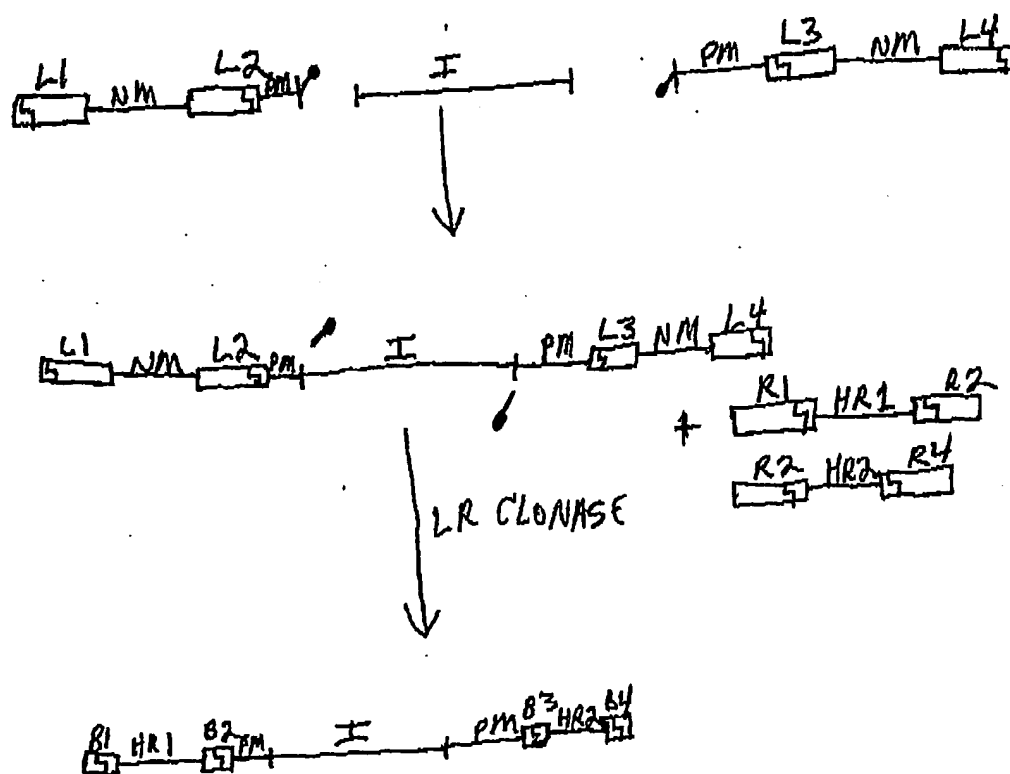 L1 NM L2 PM I PM L3 NM L4
L1 NM L2 PM I PM L3 NM L4
+ R1 HR1 R2
R2 HR2 R4
LR CLONASE
B1 HR1 B2 PM I PM B3 HR2 B4